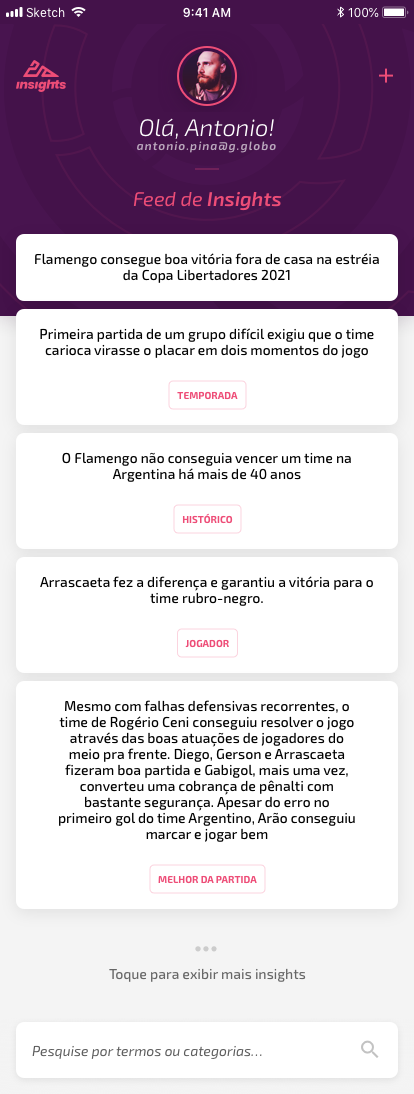 Sketch 9:41 AM 100%
insights
+
Olá, Antonio!
antonio.pina@g.globo
Feed de Insights
Flamengo consegue boa vitória fora de casa na estréia
da Copa Libertadores 2021
Primeira partida de um grupo difícil exigiu que o time
carioca virasse o placar em dois momentos do jogo
TEMPORADA
O Flamengo não conseguia vencer um time na
Argentina há mais de 40 anos
HISTÓRICO
Arrascaeta fez a diferença e garantiu a vitória para o
time rubro-negro.
JOGADOR
Mesmo com falhas defensivas recorrentes, o
time de Rogério Ceni conseguiu resolver o jogo
através das boas atuações de jogadores do
meio pra frente. Diego, Gerson e Arrascaeta
fizeram boa partida e Gabigol, mais uma vez,
converteu uma cobrança de pênalti com
bastante segurança. Apesar do erro no
primeiro gol do time Argentino, Arão conseguiu
marcar e jogar bem
MELHOR DA PARTIDA
Toque para exibir mais insights
Pesquise por termos ou categorias...